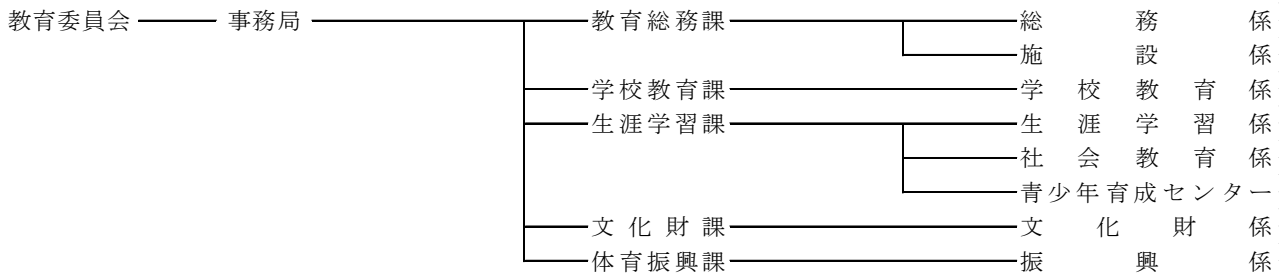 教育委員会 事務局 教育総務課 総務係
施設係
学校教育課 学校教育係
生涯学習課 生涯学習係
社会教育係
青少年育成センター
文化財課 文化財係
体育振興課 振興係